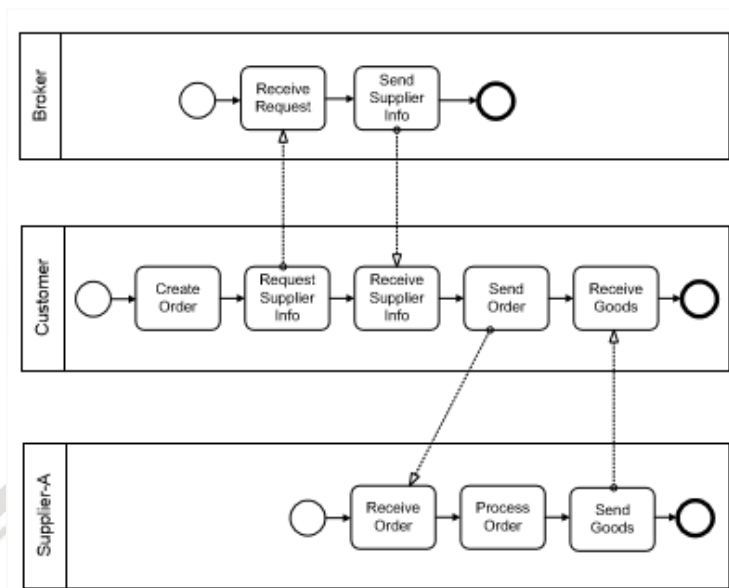 Broker
Receive
Request
Send
Supplier
Info
Customer
Create
Order
Request
Supplier
Info
Receive
Supplier
Info
Send
Order
Receive
Goods
Supplier-A
Receive
Order
Process
Order
Send
Goods